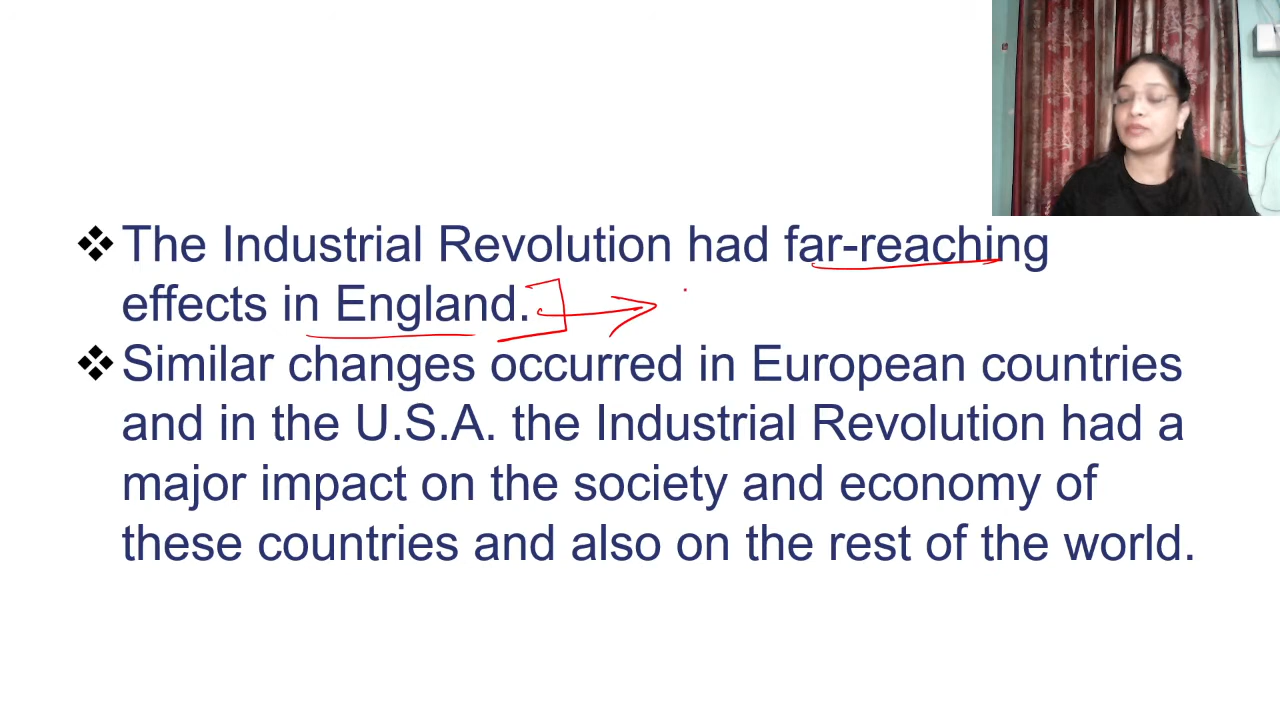 ❖ The Industrial Revolution had far-reaching
effects in England.
❖ Similar changes occurred in European countries
and in the U.S.A. the Industrial Revolution had a
major impact on the society and economy of
these countries and also on the rest of the world.